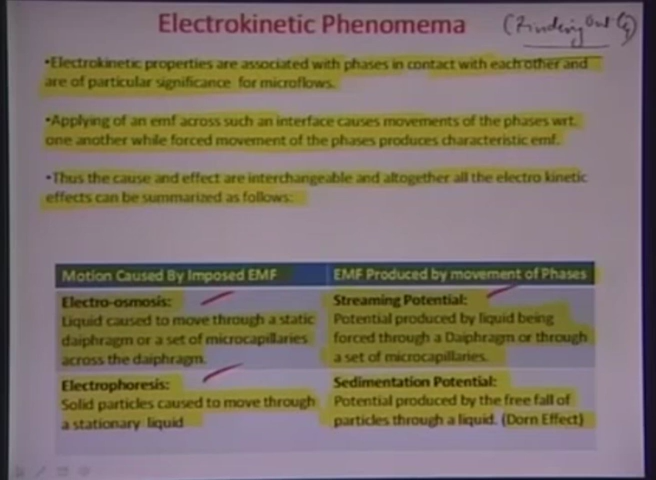 Electrokinetic Phenomema
(Finding Out ζ)
•Electrokinetic properties are associated with phases in contact with each other and
are of particular significance for microflows.
•Applying of an emf across such an interface causes movements of the phases wrt.
one another while forced movement of the phases produces characteristic emf.
•Thus the cause and effect are interchangeable and altogether all the electro kinetic
effects can be summarized as follows:
Motion Caused By Imposed EMF
EMF Produced by movement of Phases
Electro-osmosis:
Liquid caused to move through a static
daiphragm or a set of microcapillaries
across the daiphragm.
Streaming Potential:
Potential produced by liquid being
forced through a Daiphragm or through
a set of microcapillaries.
Electrophoresis:
Solid particles caused to move through
a stationary liquid
Sedimentation Potential:
Potential produced by the free fall of
particles through a liquid. (Dorn Effect)